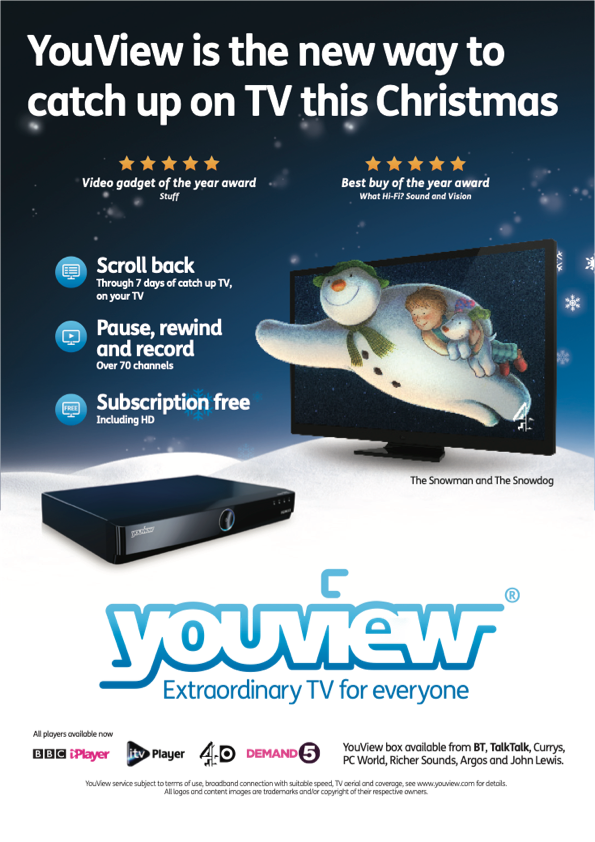 YouView is the new way to
catch up on TV this Christmas
Video gadget of the year award
Stuff
Best buy of the year award
What Hi-Fi? Sound and Vision
Scroll back
Through 7 days of catch up TV,
on your TV
Pause, rewind
and record
Over 70 channels
FREE
Subscription free
Including HD
4
The Snowman and The Snowdog
youview
youview®
Extraordinary TV for everyone
All players available now
BBC iPlayer
itv Player
4oD
DEMAND 5
YouView box available from BT, TalkTalk, Currys,
PC World, Richer Sounds, Argos and John Lewis.
YouView service subject to terms of use, broadband connection with suitable speed, TV aerial and coverage, see www.youview.com for details.
All logos and content images are trademarks and/or copyright of their respective owners.